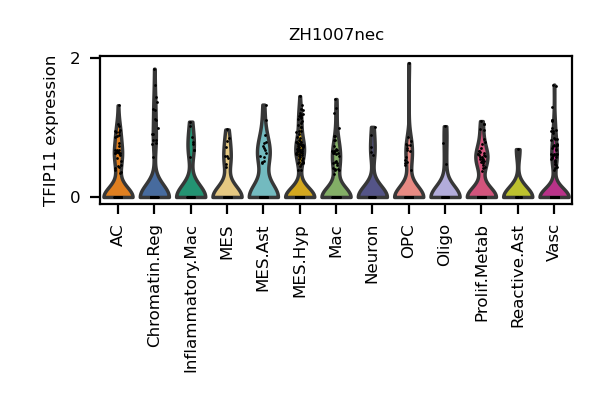 ZH1007nec
TFIP11 expression
2
0
AC
Chromatin.Reg
Inflammatory.Mac
MES
MES.Ast
MES.Hyp
Mac
Neuron
OPC
Oligo
Prolif.Metab
Reactive.Ast
Vasc